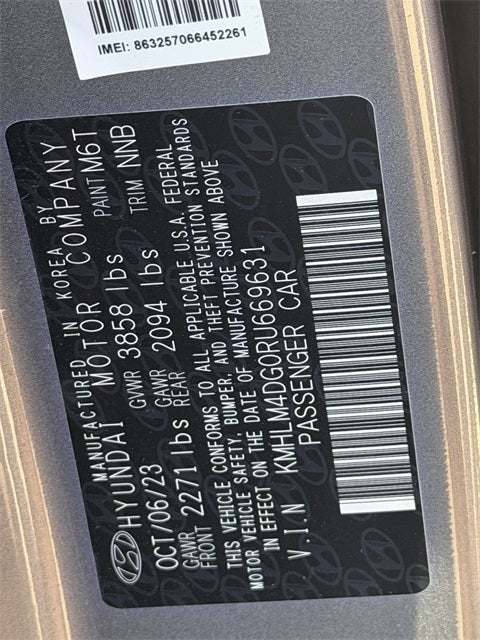 IMEI: 863257066452261
MANUFACTURED IN KOREA BY
HYUNDAI MOTOR COMPANY
OCT/06/23 GVWR 3858 lbs PAINT M6T
GAWR FRONT 2271 lbs GAWR REAR 2094 lbs TRIM NNB
THIS VEHICLE CONFORMS TO ALL APPLICABLE U.S.A. FEDERAL
MOTOR VEHICLE SAFETY, BUMPER, AND THEFT PREVENTION STANDARDS
IN EFFECT ON THE DATE OF MANUFACTURE SHOWN ABOVE
V.I.N KMHLM4DG0RU669631
PASSENGER CAR